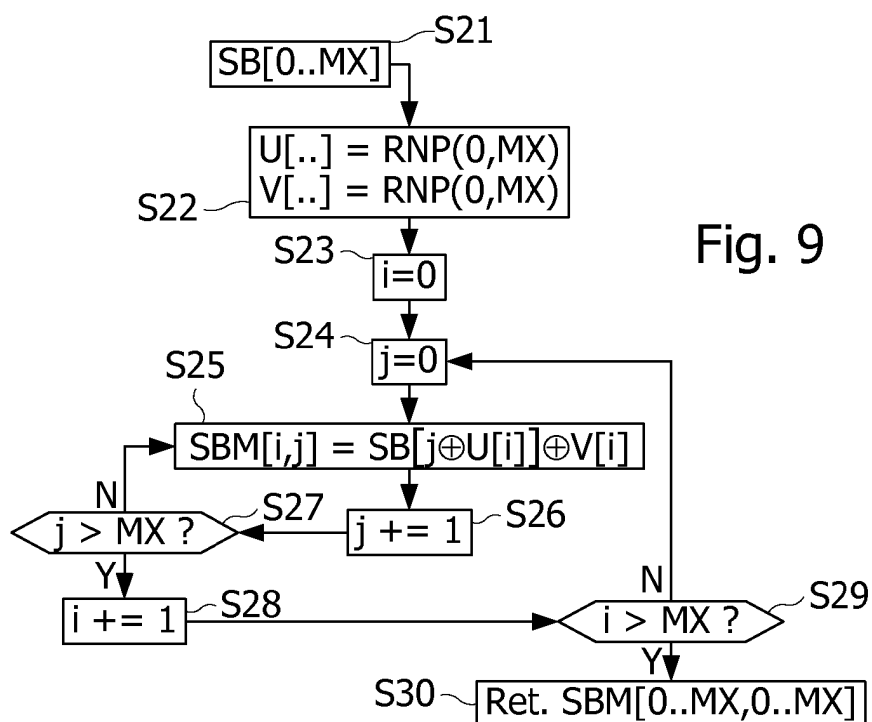 S21
SB[0..MX]
U[..] = RNP(0,MX)
V[..] = RNP(0,MX)
S22
S23
i=0
Fig. 9
S24
j=0
S25
SBM[i,j] = SB[j⊕U[i]]⊕V[i]
N
S27
j > MX ?
j += 1
S26
Y
i += 1
S28
N
i > MX ?
S29
Y
S30
Ret. SBM[0..MX,0..MX]